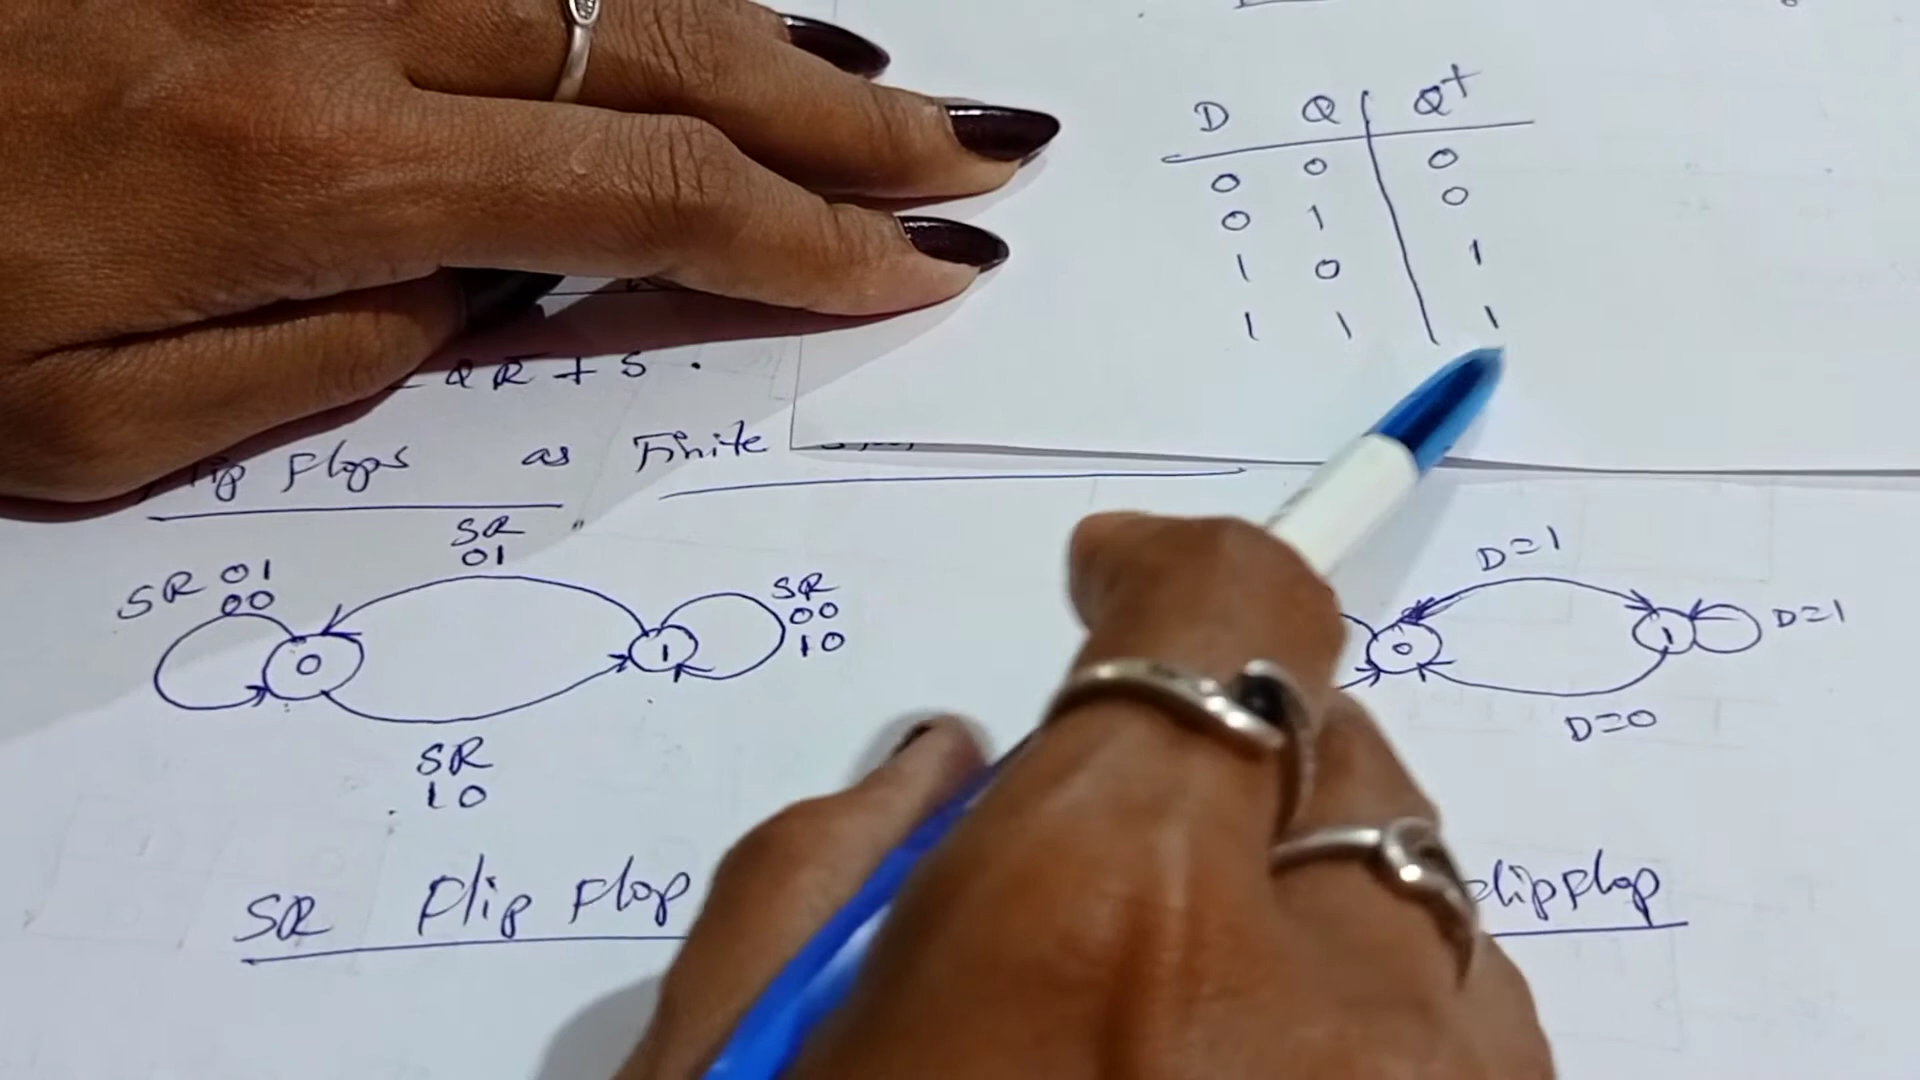 D Q Q+
0 0 0
0 1 0
1 0 1
1 1 1
QR + S .
Flops as Finite
SR
01
SR 01
00
0
1
SR
00
10
SR
10
D=1
0
1
D=1
D=0
SR Flip Flop
flipflop